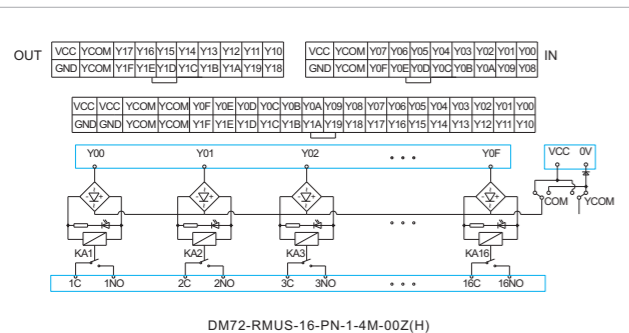 OUT VCC YCOM Y17 Y16 Y15 Y14 Y13 Y12 Y11 Y10 VCC YCOM Y07 Y06 Y05 Y04 Y03 Y02 Y01 Y00 IN
GND YCOM Y1F Y1E Y1D Y1C Y1B Y1A Y19 Y18 GND YCOM Y0F Y0E Y0D Y0C Y0B Y0A Y09 Y08
VCC VCC YCOM YCOM Y0F Y0E Y0D Y0C Y0B Y0A Y09 Y08 Y07 Y06 Y05 Y04 Y03 Y02 Y01 Y00
GND GND YCOM YCOM Y1F Y1E Y1D Y1C Y1B Y1A Y19 Y18 Y17 Y16 Y15 Y14 Y13 Y12 Y11 Y10
Y00 Y01 Y02 • • • Y0F VCC 0V
COM YCOM
• • •
KA1 KA2 KA3 KA16
1C 1NO 2C 2NO 3C 3NO • • • 16C 16NO
DM72-RMUS-16-PN-1-4M-00Z(H)